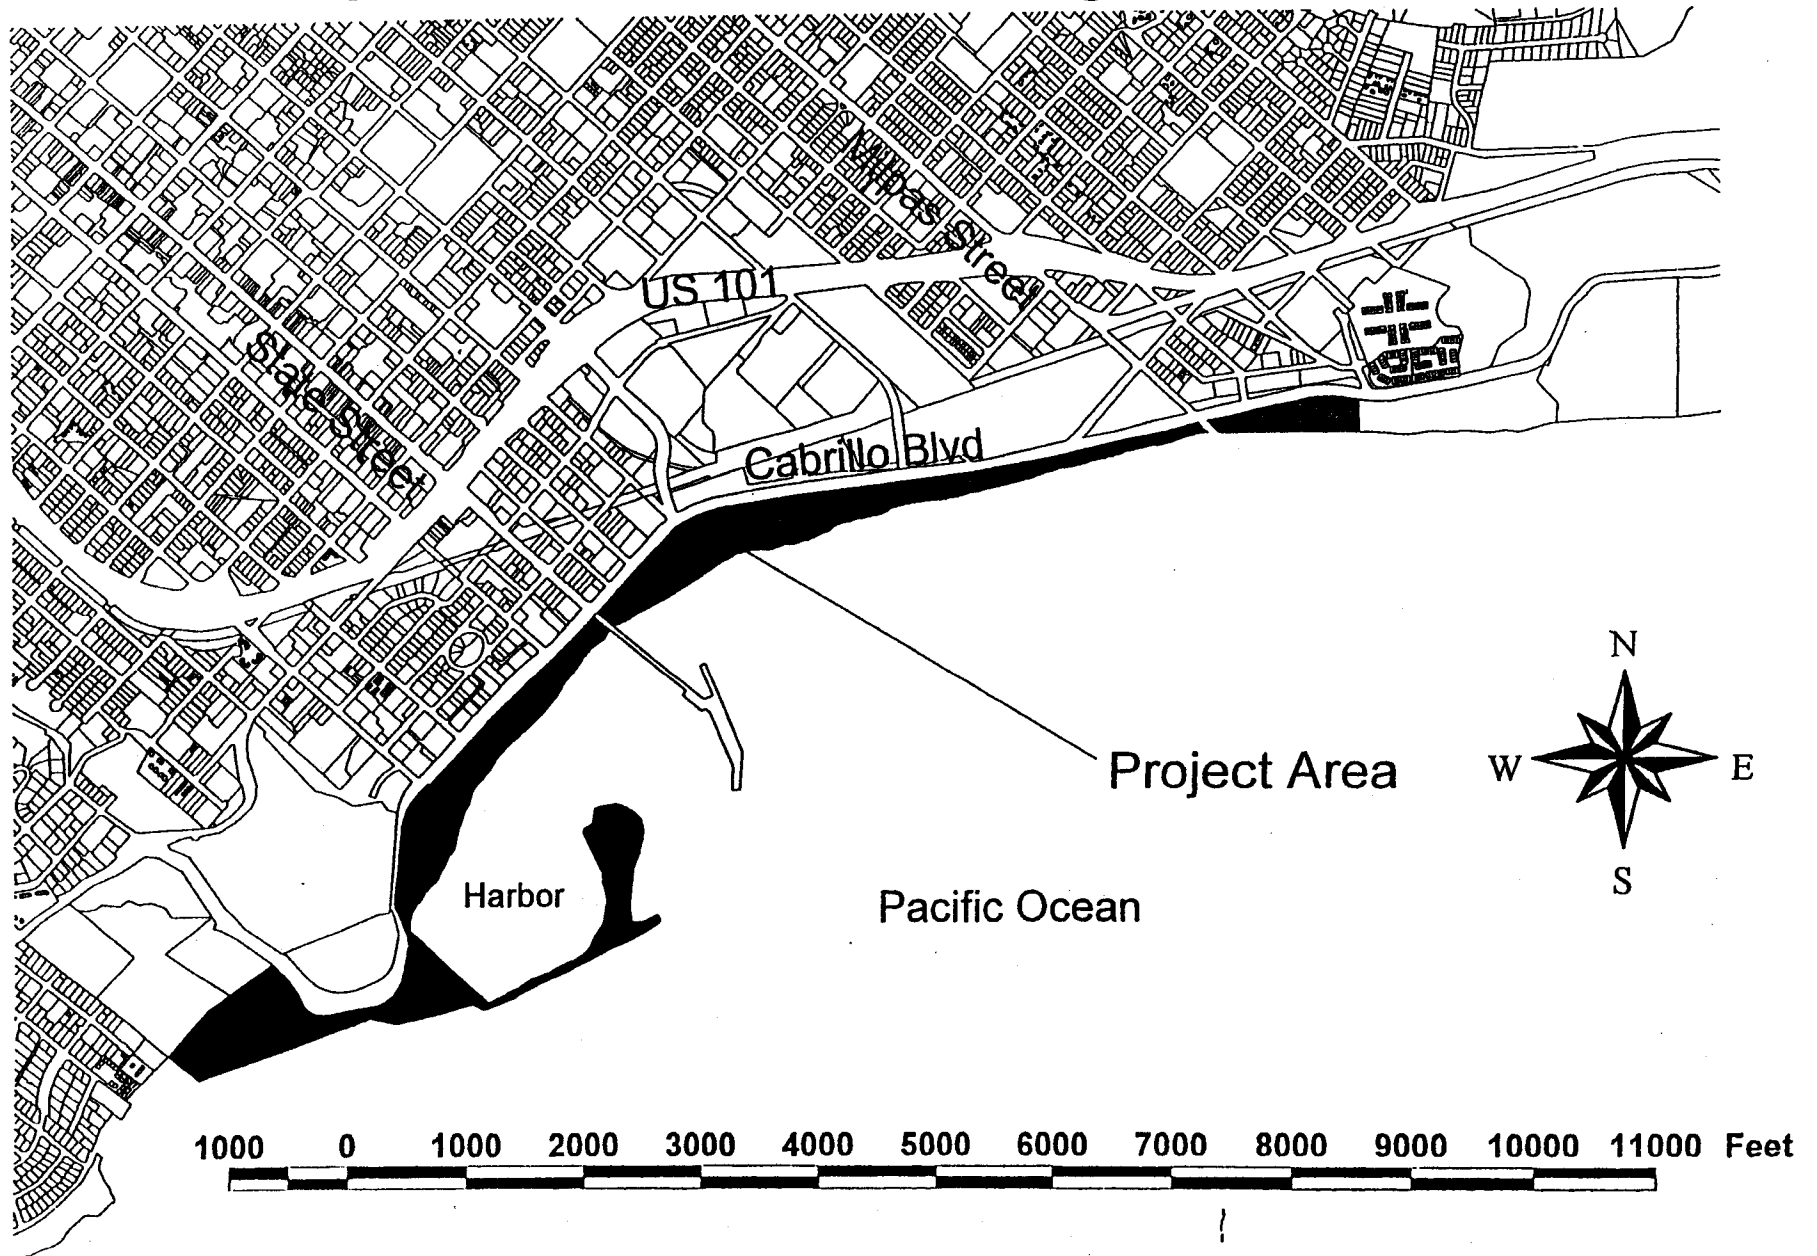 Milpas Street
US 101
State Street
Cabrillo Blvd
N
W E
S
Project Area
Harbor
Pacific Ocean
1000 0 1000 2000 3000 4000 5000 6000 7000 8000 9000 10000 11000 Feet